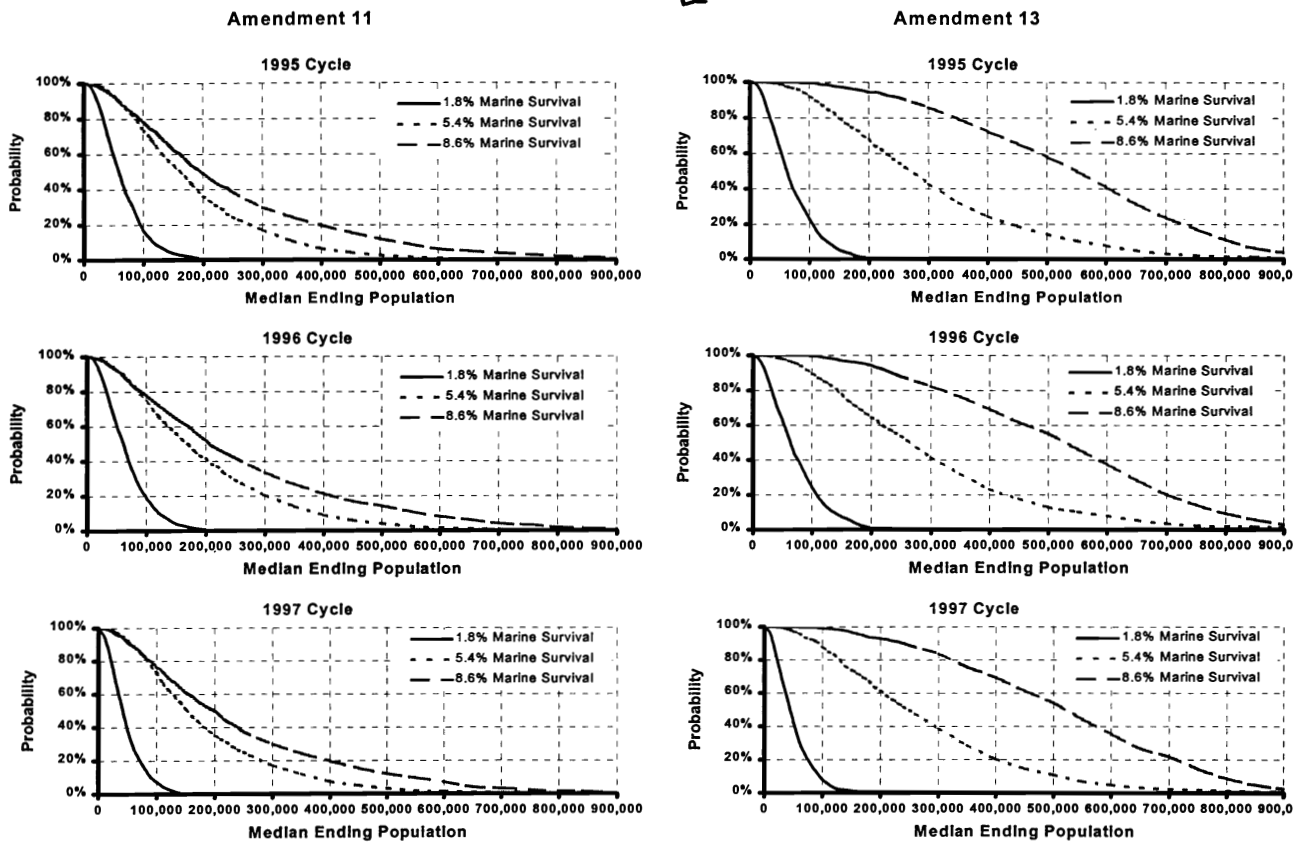 Amendment 11
Amendment 13
1995 Cycle
100%
80%
60%
40%
20%
0%
Probability
1.8% Marine Survival
5.4% Marine Survival
8.6% Marine Survival
0 100,000 200,000 300,000 400,000 500,000 600,000 700,000 800,000 900,000
Median Ending Population
1995 Cycle
100%
80%
60%
40%
20%
0%
Probability
1.8% Marine Survival
5.4% Marine Survival
8.6% Marine Survival
0 100,000 200,000 300,000 400,000 500,000 600,000 700,000 800,000 900,000
Median Ending Population
1996 Cycle
100%
80%
60%
40%
20%
0%
Probability
1.8% Marine Survival
5.4% Marine Survival
8.6% Marine Survival
0 100,000 200,000 300,000 400,000 500,000 600,000 700,000 800,000 900,000
Median Ending Population
1996 Cycle
100%
80%
60%
40%
20%
0%
Probability
1.8% Marine Survival
5.4% Marine Survival
8.6% Marine Survival
0 100,000 200,000 300,000 400,000 500,000 600,000 700,000 800,000 900,000
Median Ending Population
1997 Cycle
100%
80%
60%
40%
20%
0%
Probability
1.8% Marine Survival
5.4% Marine Survival
8.6% Marine Survival
0 100,000 200,000 300,000 400,000 500,000 600,000 700,000 800,000 900,000
Median Ending Population
1997 Cycle
100%
80%
60%
40%
20%
0%
Probability
1.8% Marine Survival
5.4% Marine Survival
8.6% Marine Survival
0 100,000 200,000 300,000 400,000 500,000 600,000 700,000 800,000 900,000
Median Ending Population